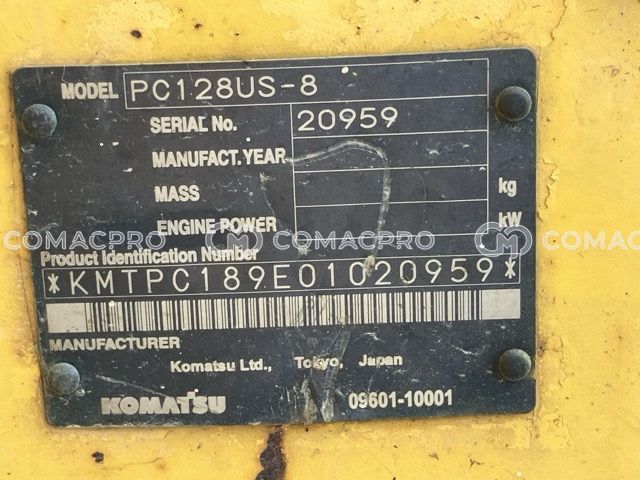 MODEL PC128US-8
SERIAL No. 20959
MANUFACT.YEAR
MASS kg
ENGINE POWER kW
COMACPRO COMACPRO COMACPRO
Product Identification Number
*KMTPC189E01020959*
MANUFACTURER
Komatsu Ltd., Tokyo, Japan
KOMATSU 09601-10001